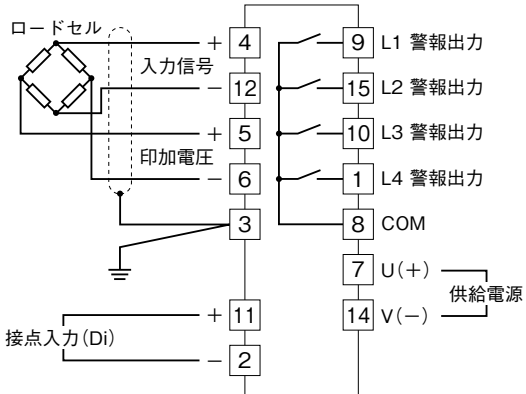 ロードセル
+ 4
入力信号
− 12
+ 5
印加電圧
− 6
3
接点入力(Di)
+ 11
− 2
9 L1 警報出力
15 L2 警報出力
10 L3 警報出力
1 L4 警報出力
8 COM
7 U(+)
供給電源
14 V(−)